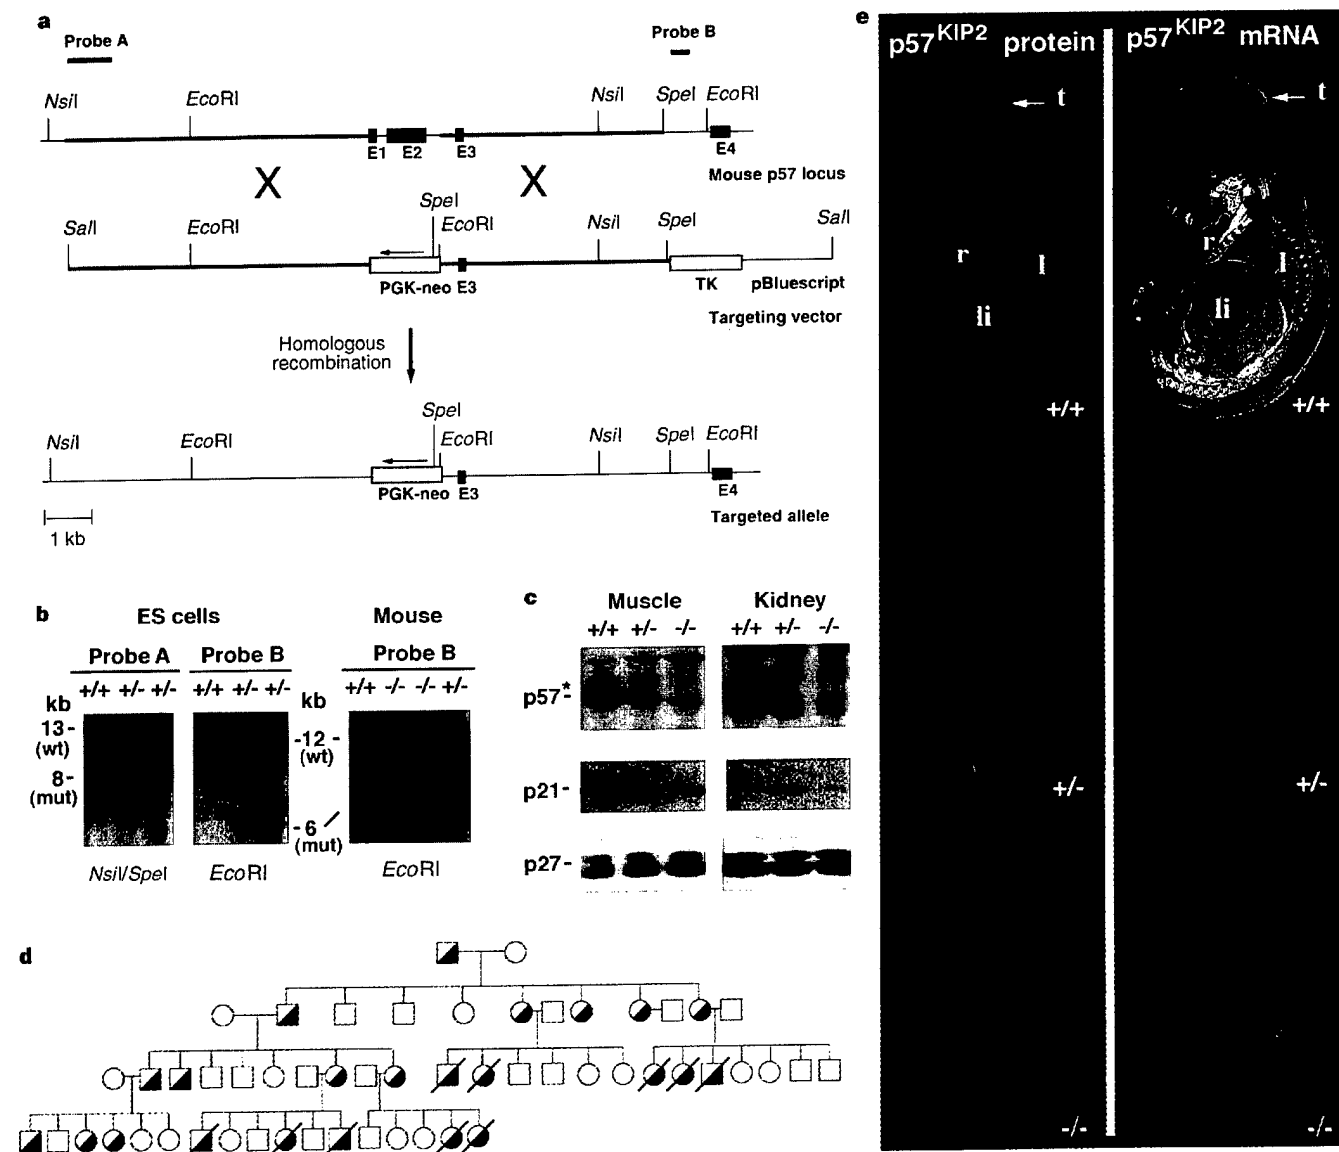 a
Probe A
Probe B
NsiI EcoRI NsiI SpeI EcoRI
E1 E2 E3 E4
Mouse p57 locus
X X
SpeI
SalI EcoRI EcoRI NsiI SpeI SalI
PGK-neo E3 TK pBluescript
Targeting vector
Homologous
recombination
SpeI
NsiI EcoRI EcoRI NsiI SpeI EcoRI
PGK-neo E3 E4
Targeted allele
1 kb
b
ES cells Mouse
Probe A Probe B Probe B
+/+ +/- +/- +/+ +/- +/- +/+ -/- -/- +/-
kb kb
13-
(wt)
8-
(mut)
-12 -
(wt)
-6
(mut)
NsiI/SpeI EcoRI EcoRI
c
Muscle Kidney
+/+ +/- -/- +/+ +/- -/-
p57*-
p21-
p27-
d
e
p57KIP2 protein p57KIP2 mRNA
t t
r l r l
li li
+/+ +/+
+/- +/-
-/- -/-